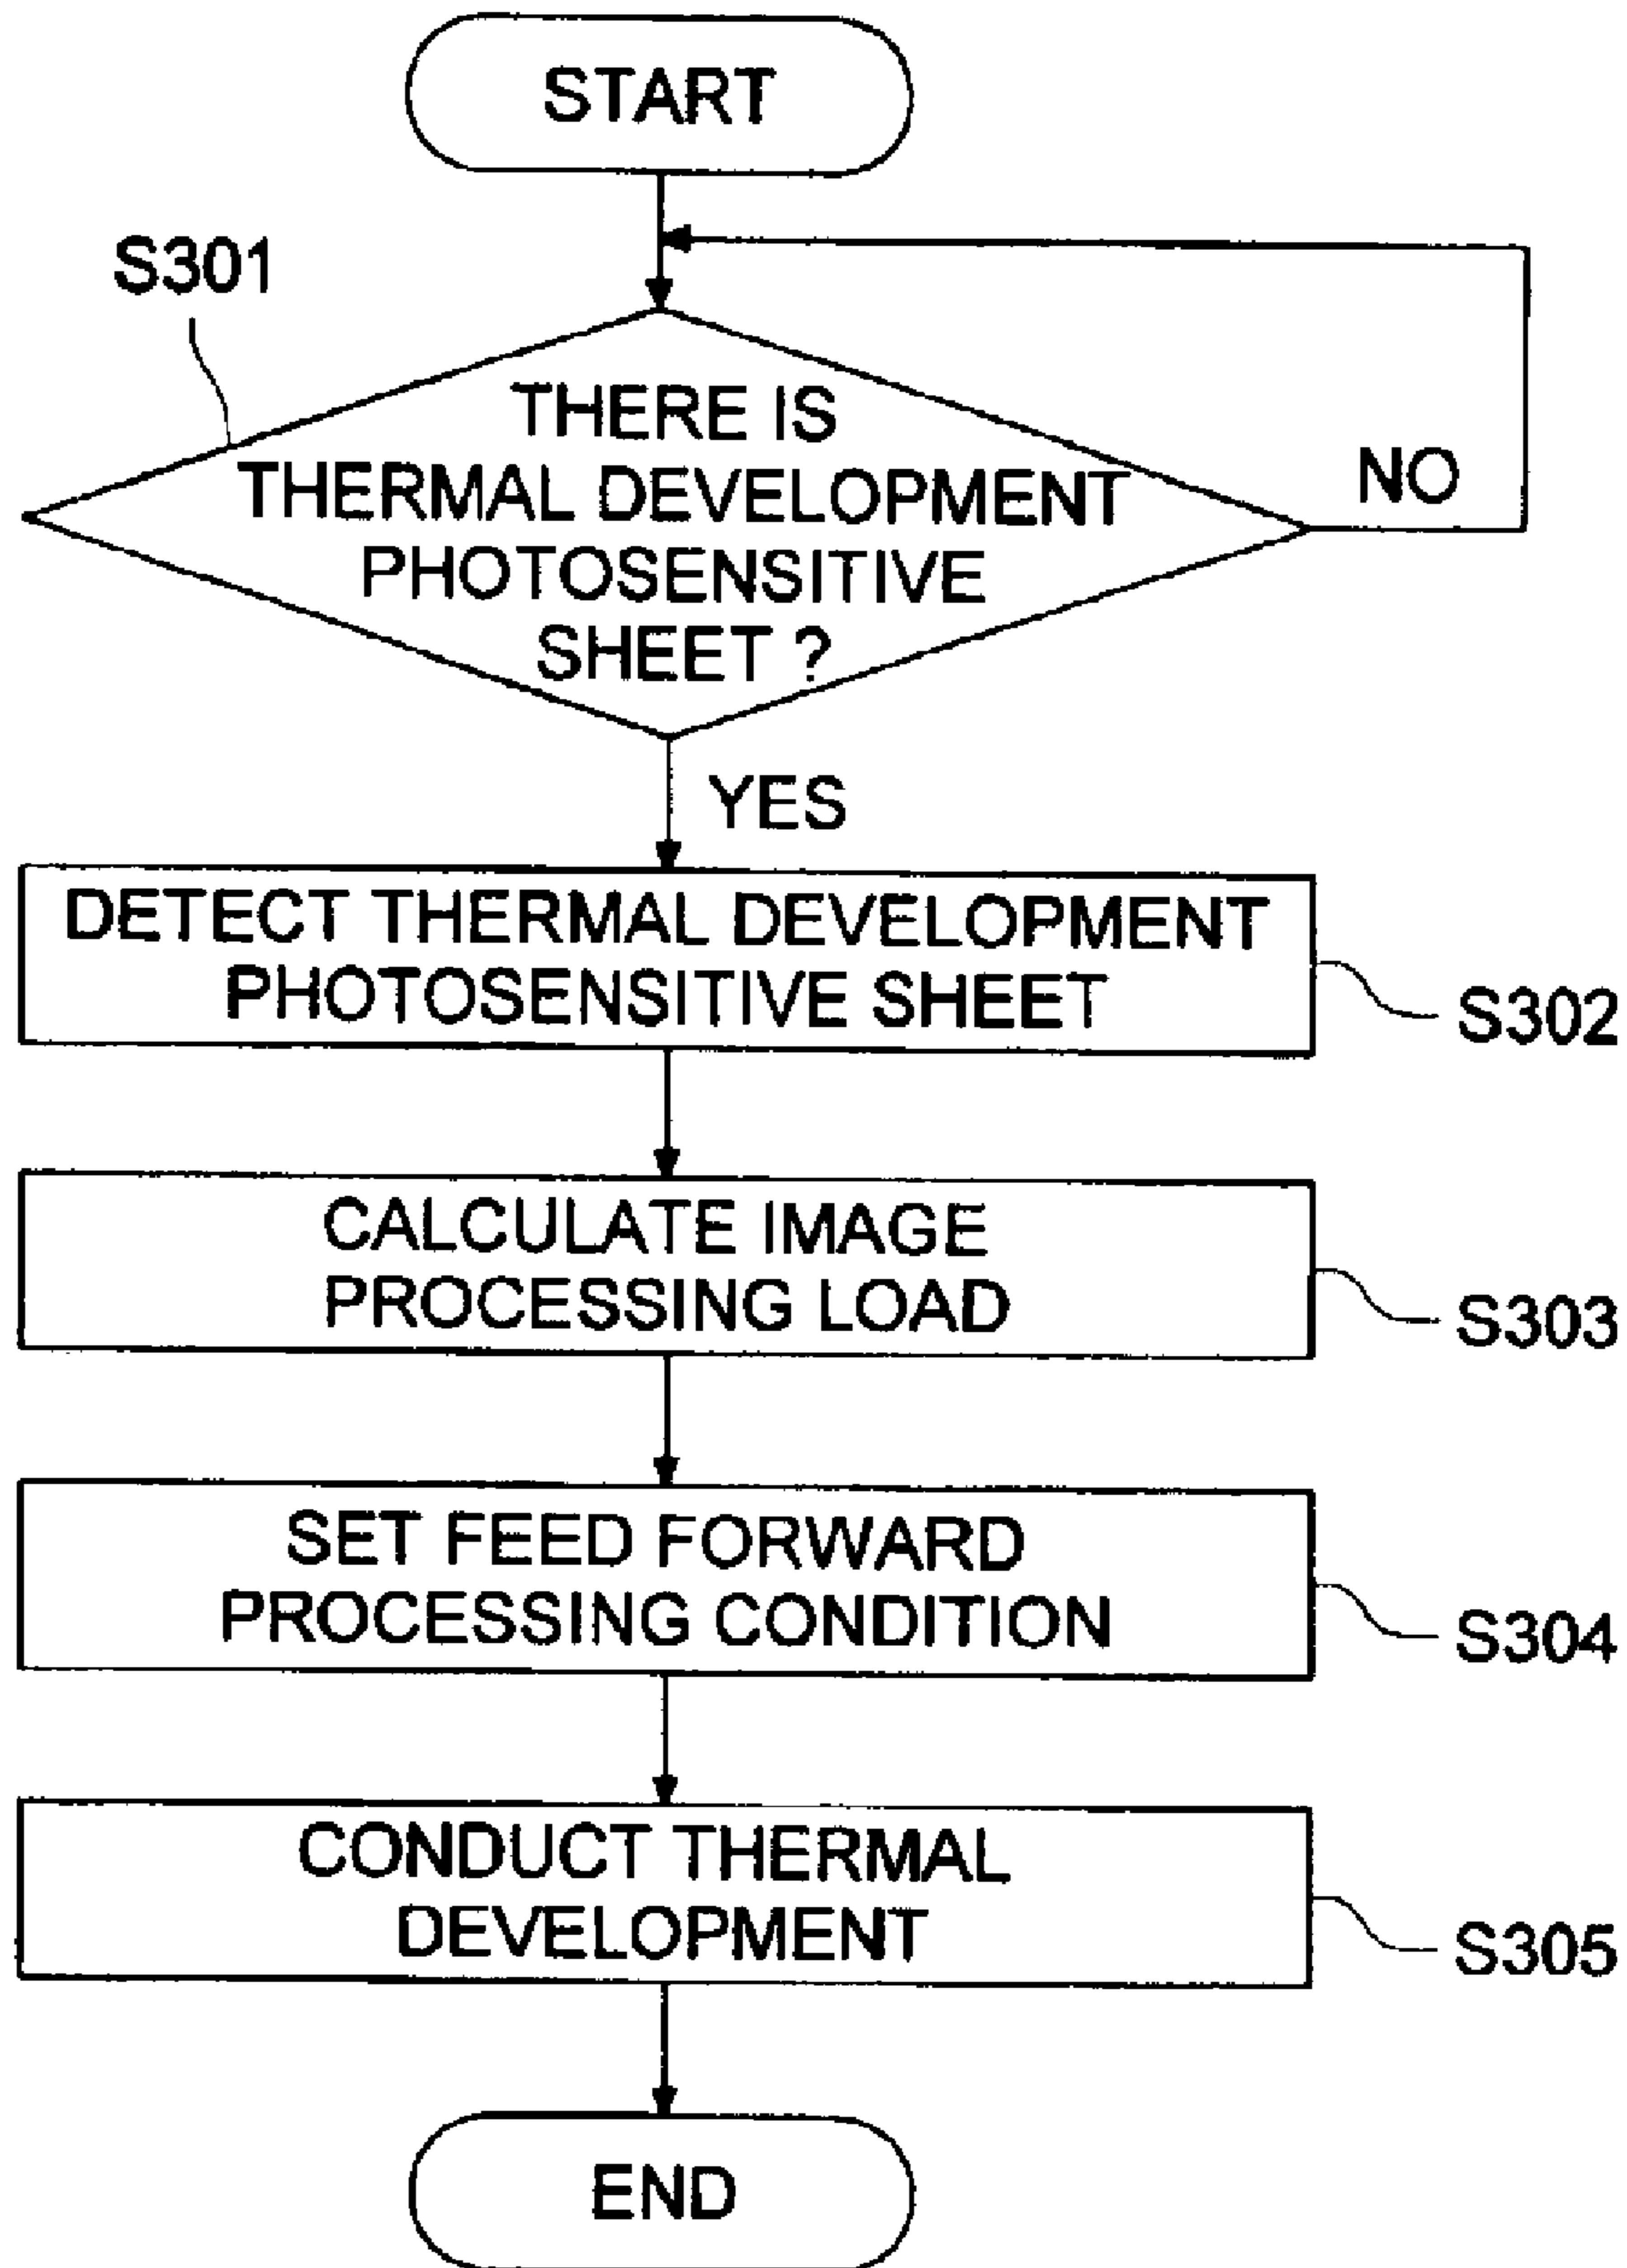 START
S301
THERE IS
THERMAL DEVELOPMENT
PHOTOSENSITIVE
SHEET ?
NO
YES
DETECT THERMAL DEVELOPMENT
PHOTOSENSITIVE SHEET
S302
CALCULATE IMAGE
PROCESSING LOAD
S303
SET FEED FORWARD
PROCESSING CONDITION
S304
CONDUCT THERMAL
DEVELOPMENT
S305
END